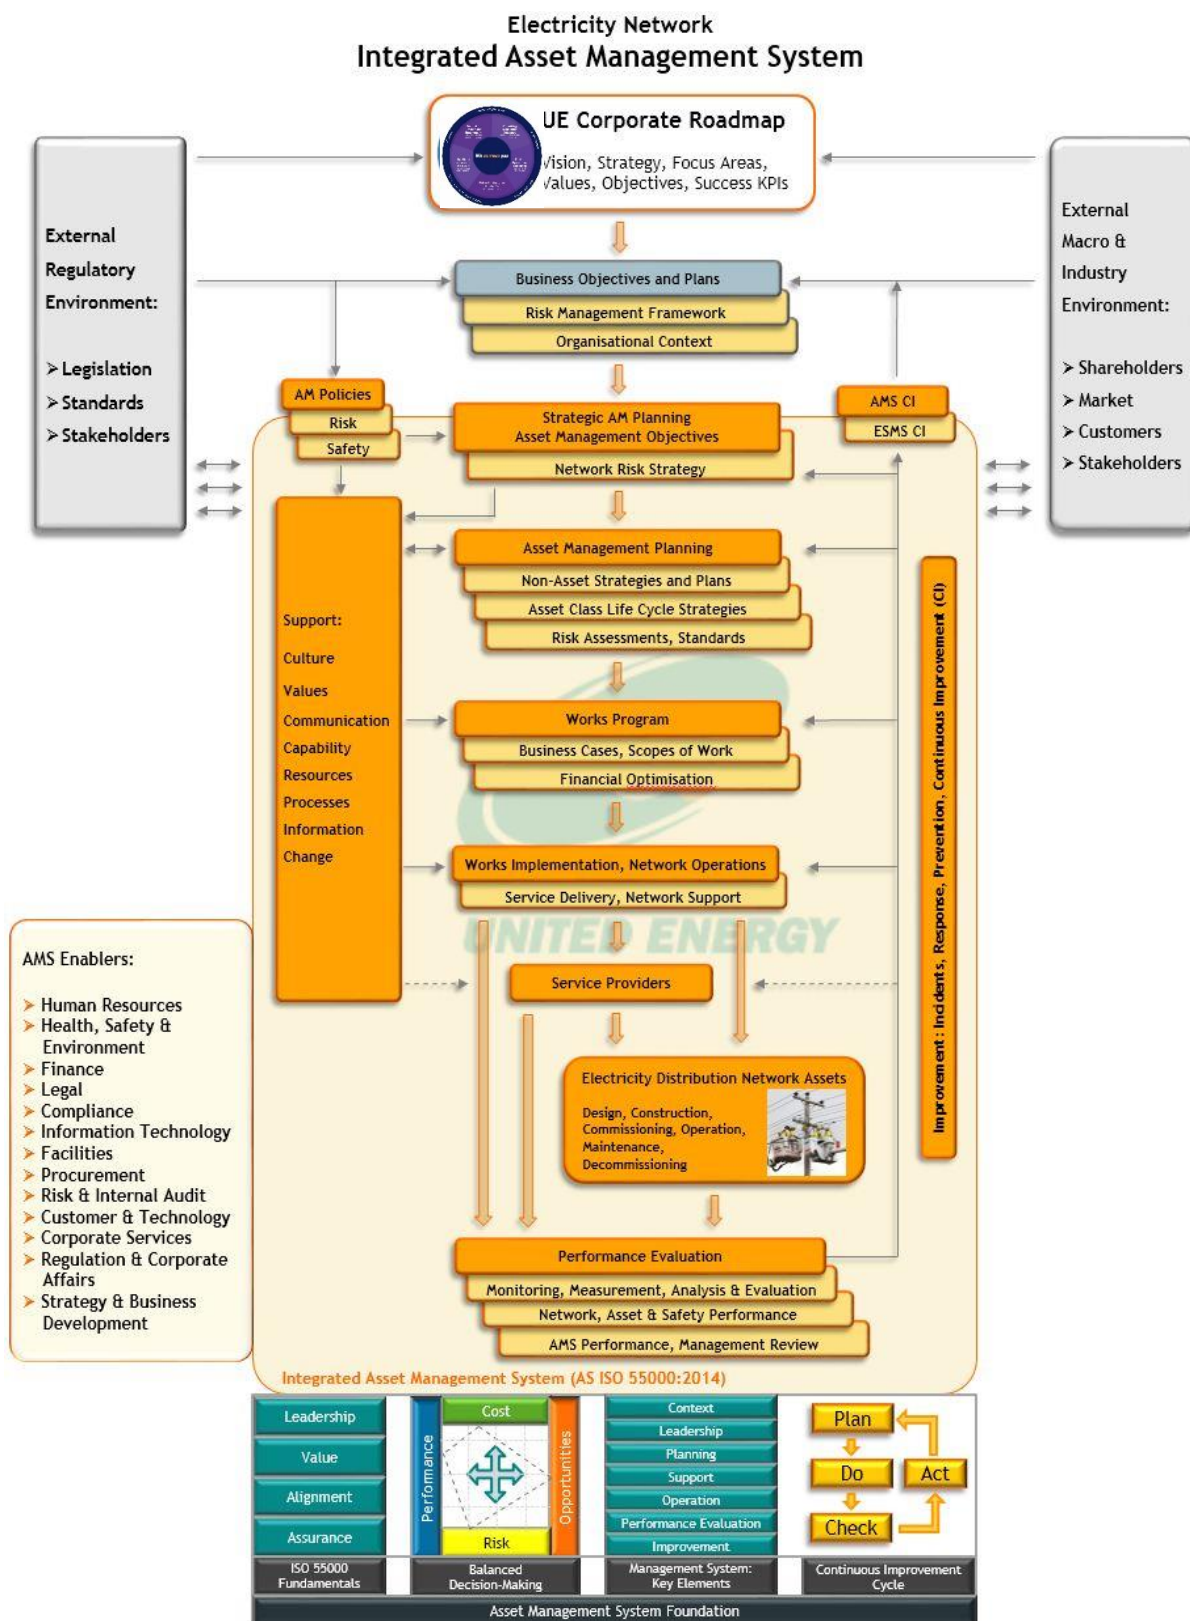 Electricity Network
Integrated Asset Management System
UE Corporate Roadmap
Vision, Strategy, Focus Areas,
Values, Objectives, Success KPIs
External
Regulatory
Environment:
➢ Legislation
➢ Standards
➢ Stakeholders
External
Macro &
Industry
Environment:
➢ Shareholders
➢ Market
➢ Customers
➢ Stakeholders
Business Objectives and Plans
Risk Management Framework
Organisational Context
AM Policies
Risk
Safety
Strategic AM Planning
Asset Management Objectives
Network Risk Strategy
AMS CI
ESMS CI
Asset Management Planning
Non-Asset Strategies and Plans
Asset Class Life Cycle Strategies
Risk Assessments, Standards
Support:
Culture
Values
Communication
Capability
Resources
Processes
Information
Change
Works Program
Business Cases, Scopes of Work
Financial Optimisation
Works Implementation, Network Operations
Service Delivery, Network Support
UNITED ENERGY
Service Providers
Electricity Distribution Network Assets
Design, Construction,
Commissioning, Operation,
Maintenance,
Decommissioning
Improvement : Incidents, Response, Prevention, Continuous Improvement (CI)
AMS Enablers:
➢ Human Resources
➢ Health, Safety &
Environment
➢ Finance
➢ Legal
➢ Compliance
➢ Information Technology
➢ Facilities
➢ Procurement
➢ Risk & Internal Audit
➢ Customer & Technology
➢ Corporate Services
➢ Regulation & Corporate
Affairs
➢ Strategy & Business
Development
Performance Evaluation
Monitoring, Measurement, Analysis & Evaluation
Network, Asset & Safety Performance
AMS Performance, Management Review
Integrated Asset Management System (AS ISO 55000:2014)
Leadership
Value
Alignment
Assurance
ISO 55000
Fundamentals
Performance
Cost
Opportunities
Risk
Balanced
Decision-Making
Context
Leadership
Planning
Support
Operation
Performance Evaluation
Improvement
Management System:
Key Elements
Plan
Do
Act
Check
Continuous Improvement
Cycle
Asset Management System Foundation